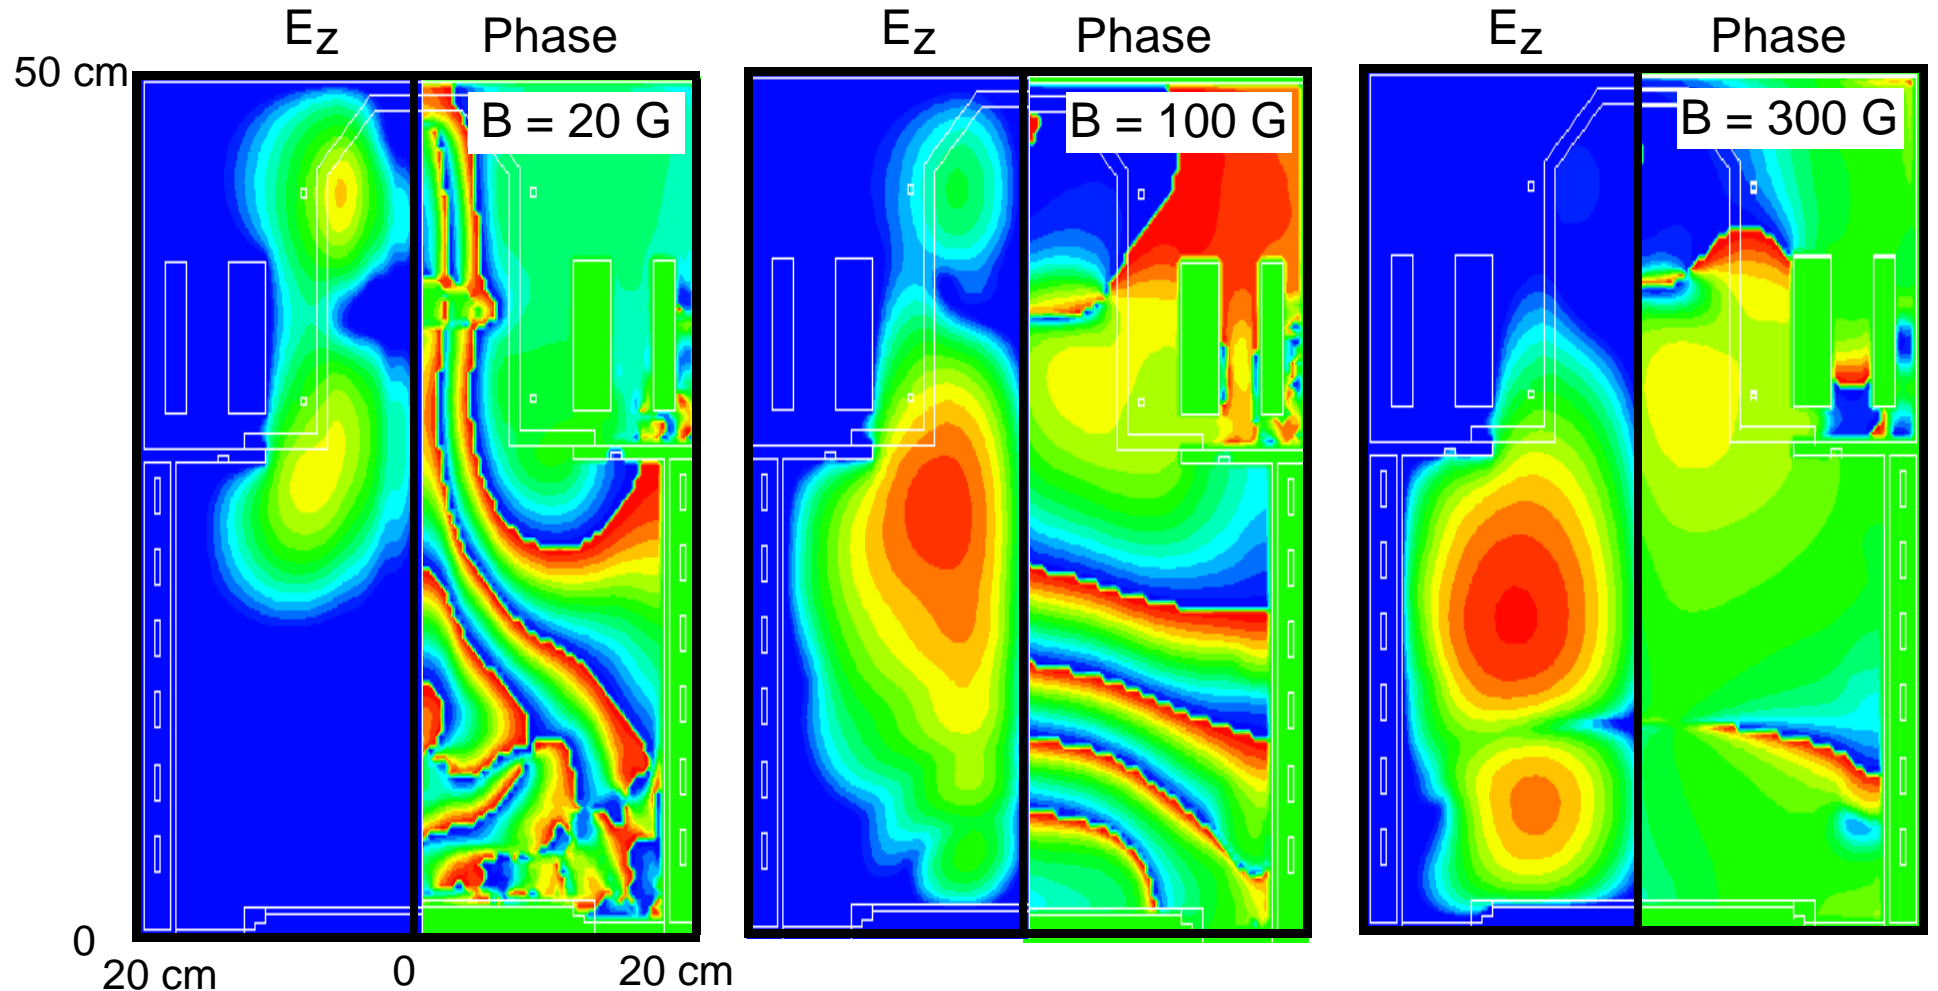 E_Z Phase E_Z Phase E_Z Phase
50 cm
B = 20 G B = 100 G B = 300 G
0
20 cm 0 20 cm